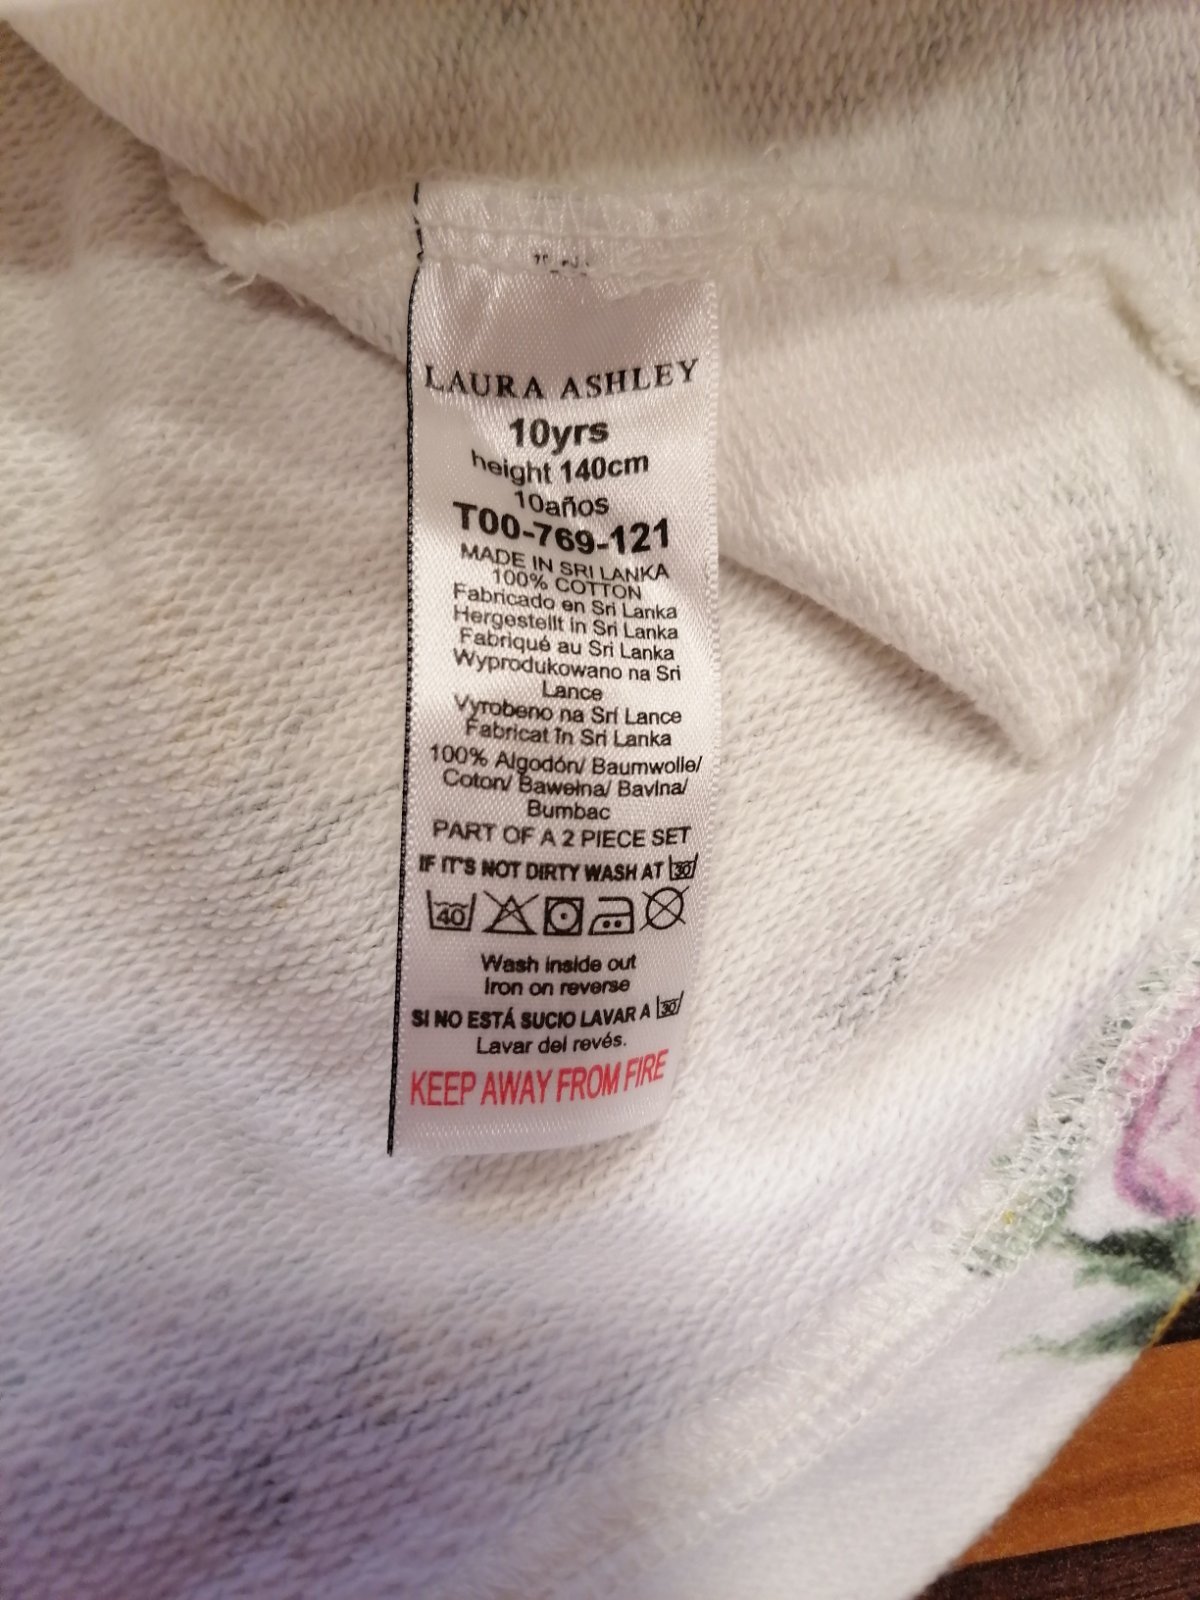 LAURA ASHLEY
10yrs
height 140cm
10años
T00-769-121
MADE IN SRI LANKA
100% COTTON
Fabricado en Sri Lanka
Hergestellt in Sri Lanka
Fabriqué au Sri Lanka
Wyprodukowano na Sri
Lance
Vyrobeno na Srí Lance
Fabricat în Sri Lanka
100% Algodón/ Baumwolle/
Coton/ Bawełna/ Bavlna/
Bumbac
PART OF A 2 PIECE SET
IF IT'S NOT DIRTY WASH AT 30
40
Wash inside out
Iron on reverse
SI NO ESTÁ SUCIO LAVAR A 30
Lavar del revés.
KEEP AWAY FROM FIRE